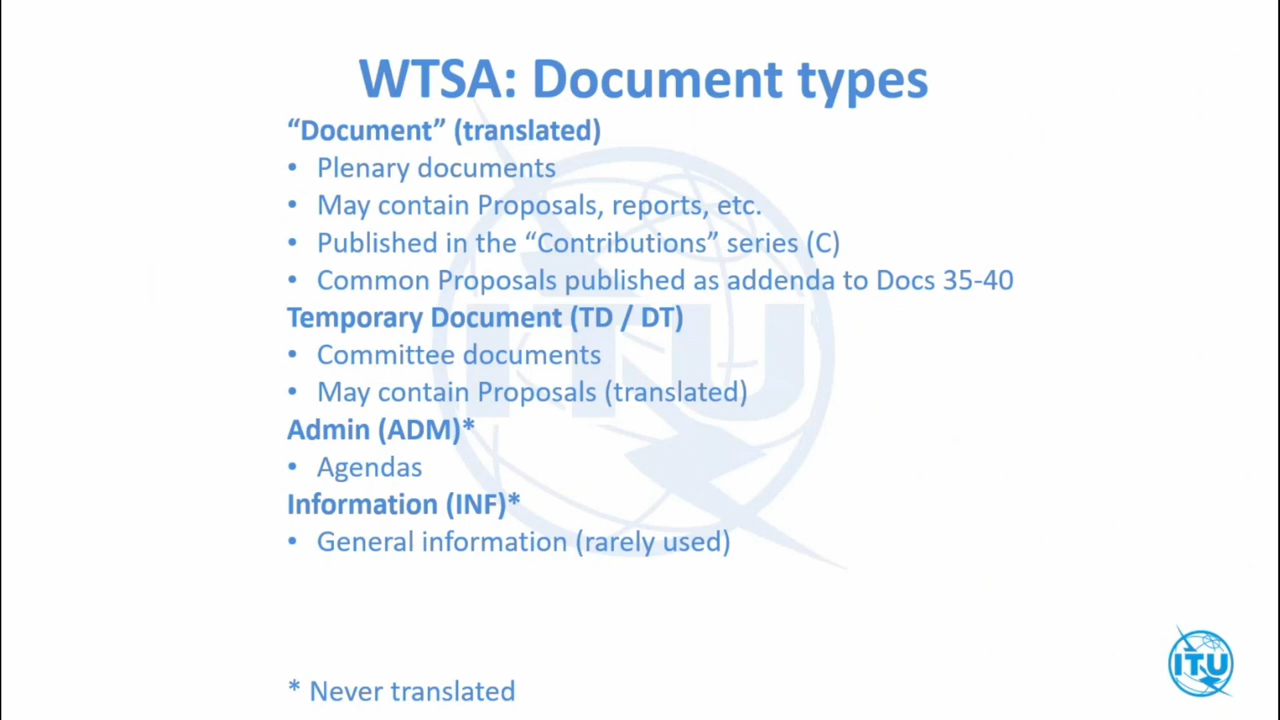 WTSA: Document types
“Document” (translated)
• Plenary documents
• May contain Proposals, reports, etc.
• Published in the “Contributions” series (C)
• Common Proposals published as addenda to Docs 35-40
Temporary Document (TD / DT)
• Committee documents
• May contain Proposals (translated)
Admin (ADM)*
• Agendas
Information (INF)*
• General information (rarely used)
* Never translated
ITU
ITU